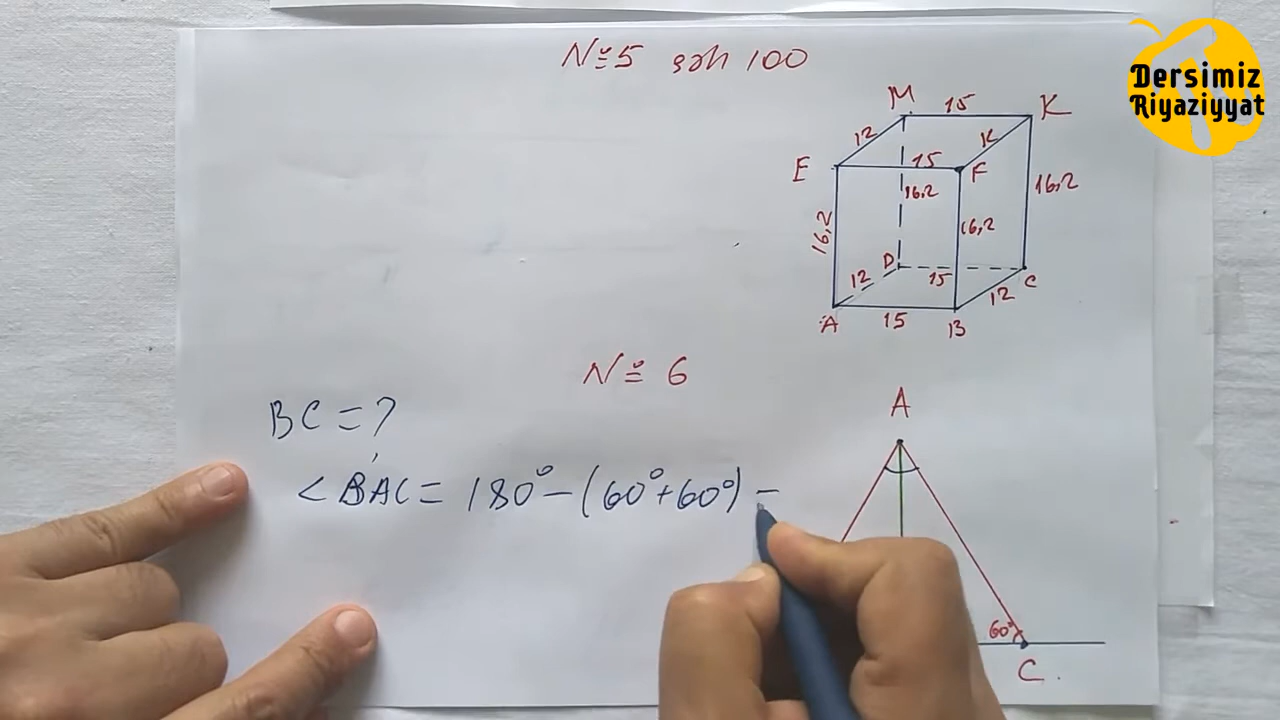 Dersimiz
Riyaziyyat
№5 səh 100
M 15 K
12 K
E 15 F
16,2 16,2 16,2 16,2
12 D 15 C
12
A 15 B
№ 6
BC = ?
A
< BAC = 180° - (60° + 60°) =
60°
C.